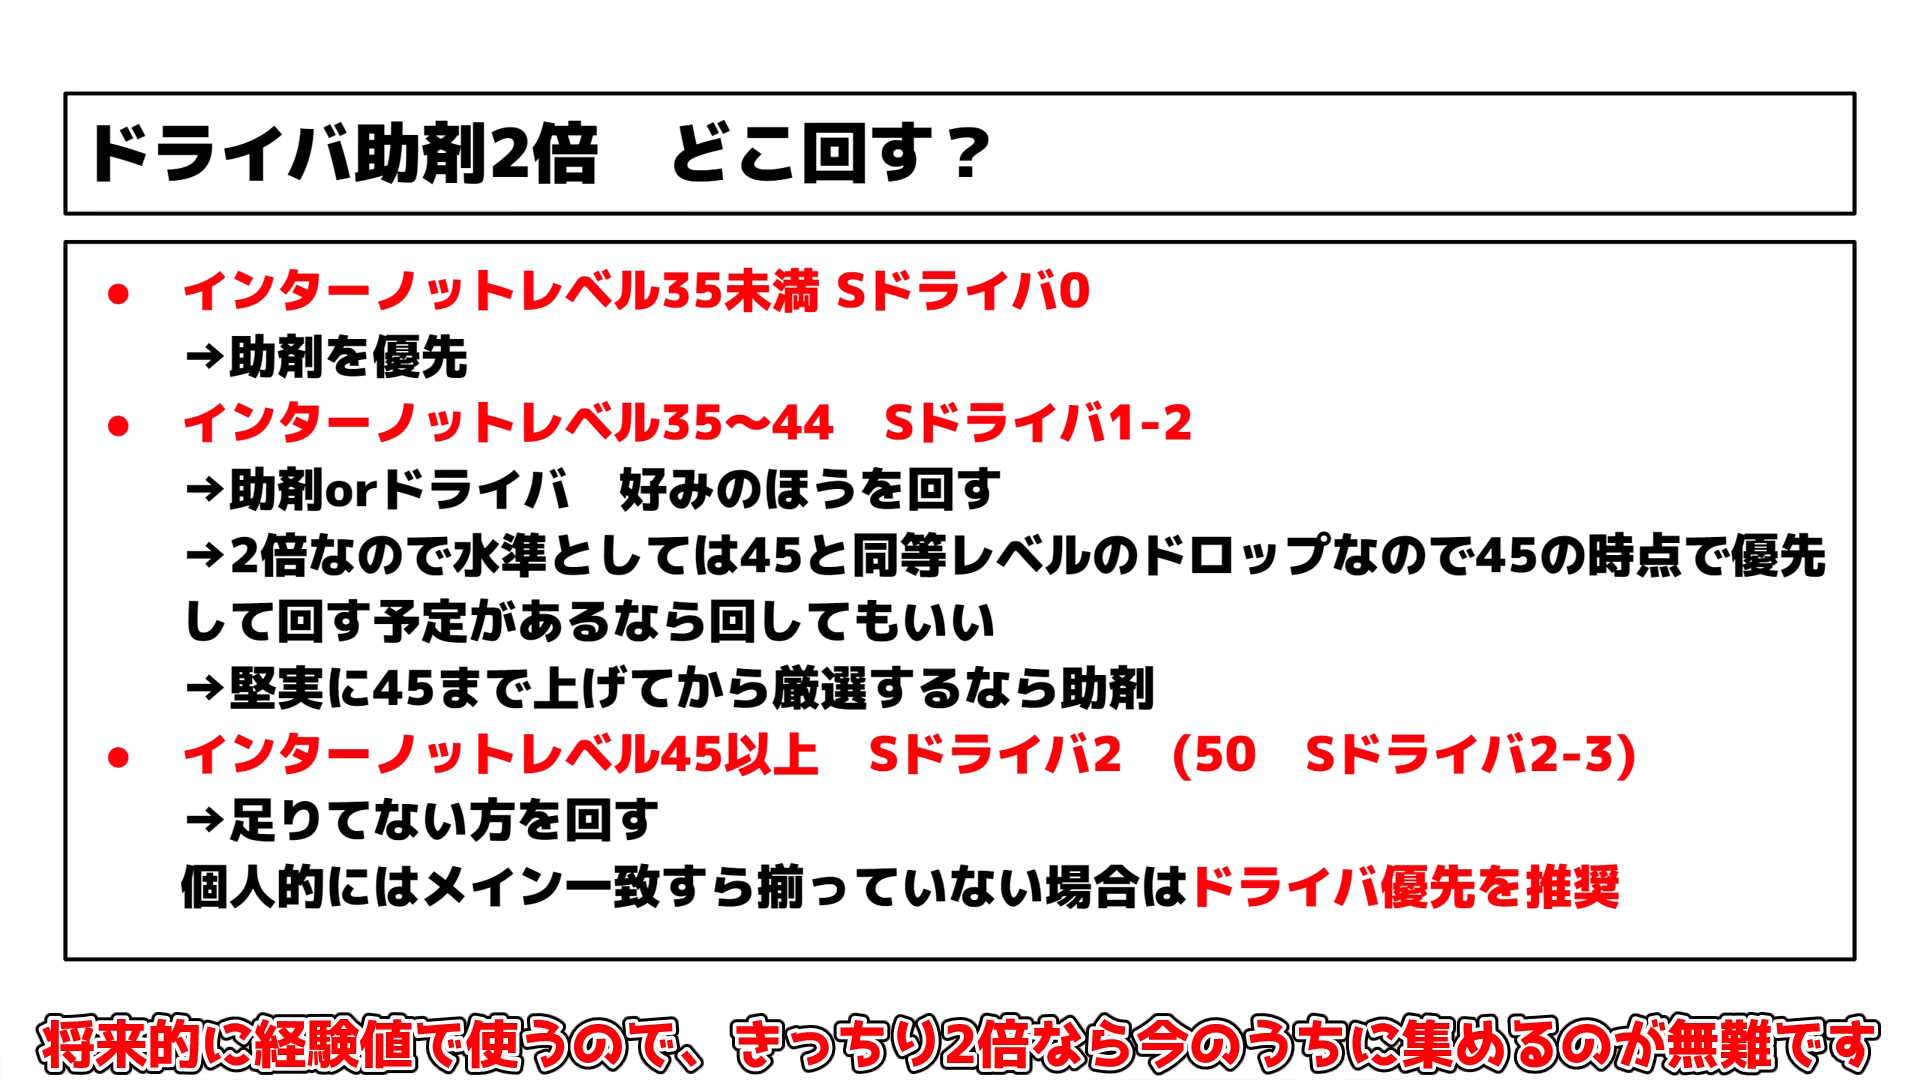 ドライバ助剤2倍　どこ回す？
● インターノットレベル35未満 Sドライバ0
→助剤を優先
● インターノットレベル35〜44　Sドライバ1-2
→助剤orドライバ　好みのほうを回す
→2倍なので水準としては45と同等レベルのドロップなので45の時点で優先
して回す予定があるなら回してもいい
→堅実に45まで上げてから厳選するなら助剤
● インターノットレベル45以上　Sドライバ2　(50　Sドライバ2-3)
→足りてない方を回す
個人的にはメイン一致すら揃っていない場合はドライバ優先を推奨
将来的に経験値で使うので、きっちり2倍なら今のうちに集めるのが無難です